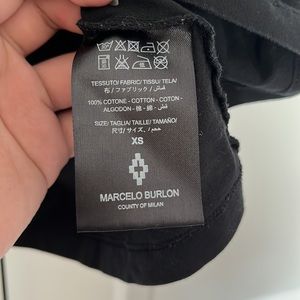 TESSUTO/ FABRIC/ TISSU/ TELA/
布 / ファブリック / قماش
100% COTONE - COTTON - COTON -
ALGODON - 棉 - 綿
SIZE/ TAGLIA/ TAILLE/ TAMAÑO/
尺寸 / サイズ / حجم
XS
MARCELO BURLON
COUNTY OF MILAN